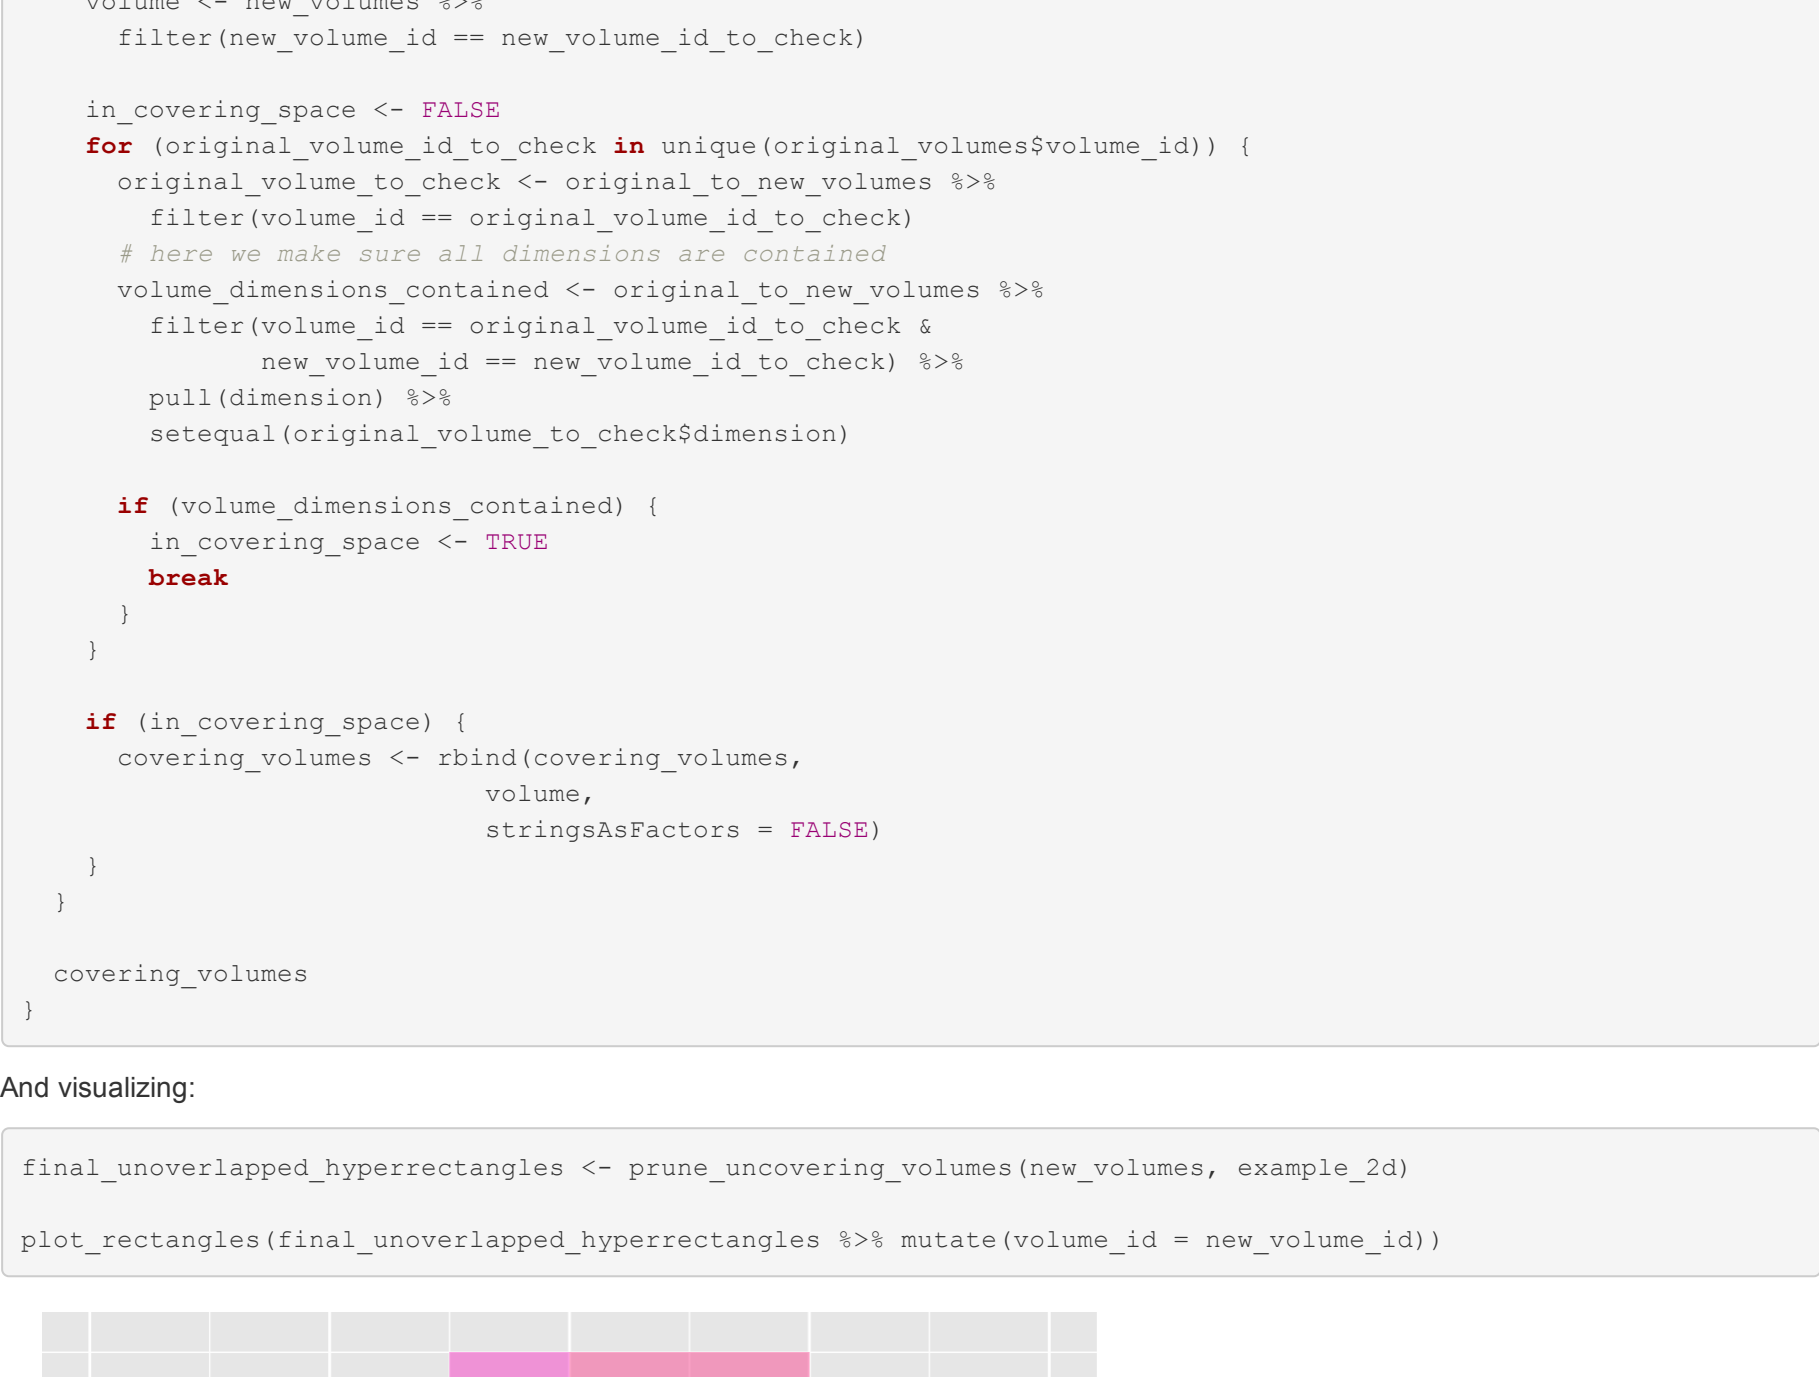 volume <- new_volumes %>%
filter(new_volume_id == new_volume_id_to_check)
in_covering_space <- FALSE
for (original_volume_id_to_check in unique(original_volumes$volume_id)) {
original_volume_to_check <- original_to_new_volumes %>%
filter(volume_id == original_volume_id_to_check)
# here we make sure all dimensions are contained
volume_dimensions_contained <- original_to_new_volumes %>%
filter(volume_id == original_volume_id_to_check &
new_volume_id == new_volume_id_to_check) %>%
pull(dimension) %>%
setequal(original_volume_to_check$dimension)
if (volume_dimensions_contained) {
in_covering_space <- TRUE
break
}
}
if (in_covering_space) {
covering_volumes <- rbind(covering_volumes,
volume,
stringsAsFactors = FALSE)
}
}
covering_volumes
}
And visualizing:
final_unoverlapped_hyperrectangles <- prune_uncovering_volumes(new_volumes, example_2d)
plot_rectangles(final_unoverlapped_hyperrectangles %>% mutate(volume_id = new_volume_id))